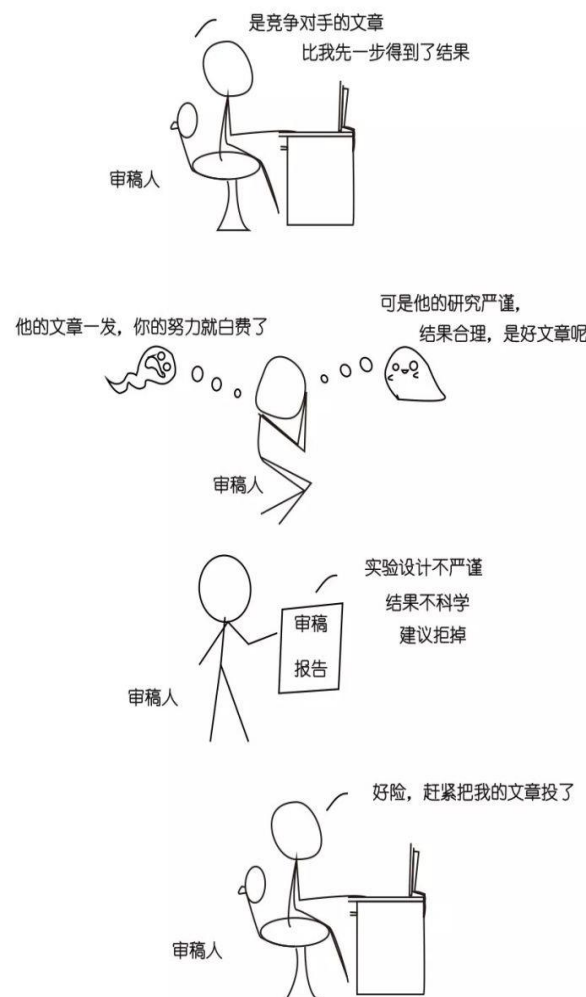 是竞争对手的文章
比我先一步得到了结果
审稿人
可是他的研究严谨，
他的文章一发，你的努力就白费了
结果合理，是好文章呢
审稿人
实验设计不严谨
结果不科学
建议拒掉
审稿
报告
审稿人
好险，赶紧把我的文章投了
审稿人